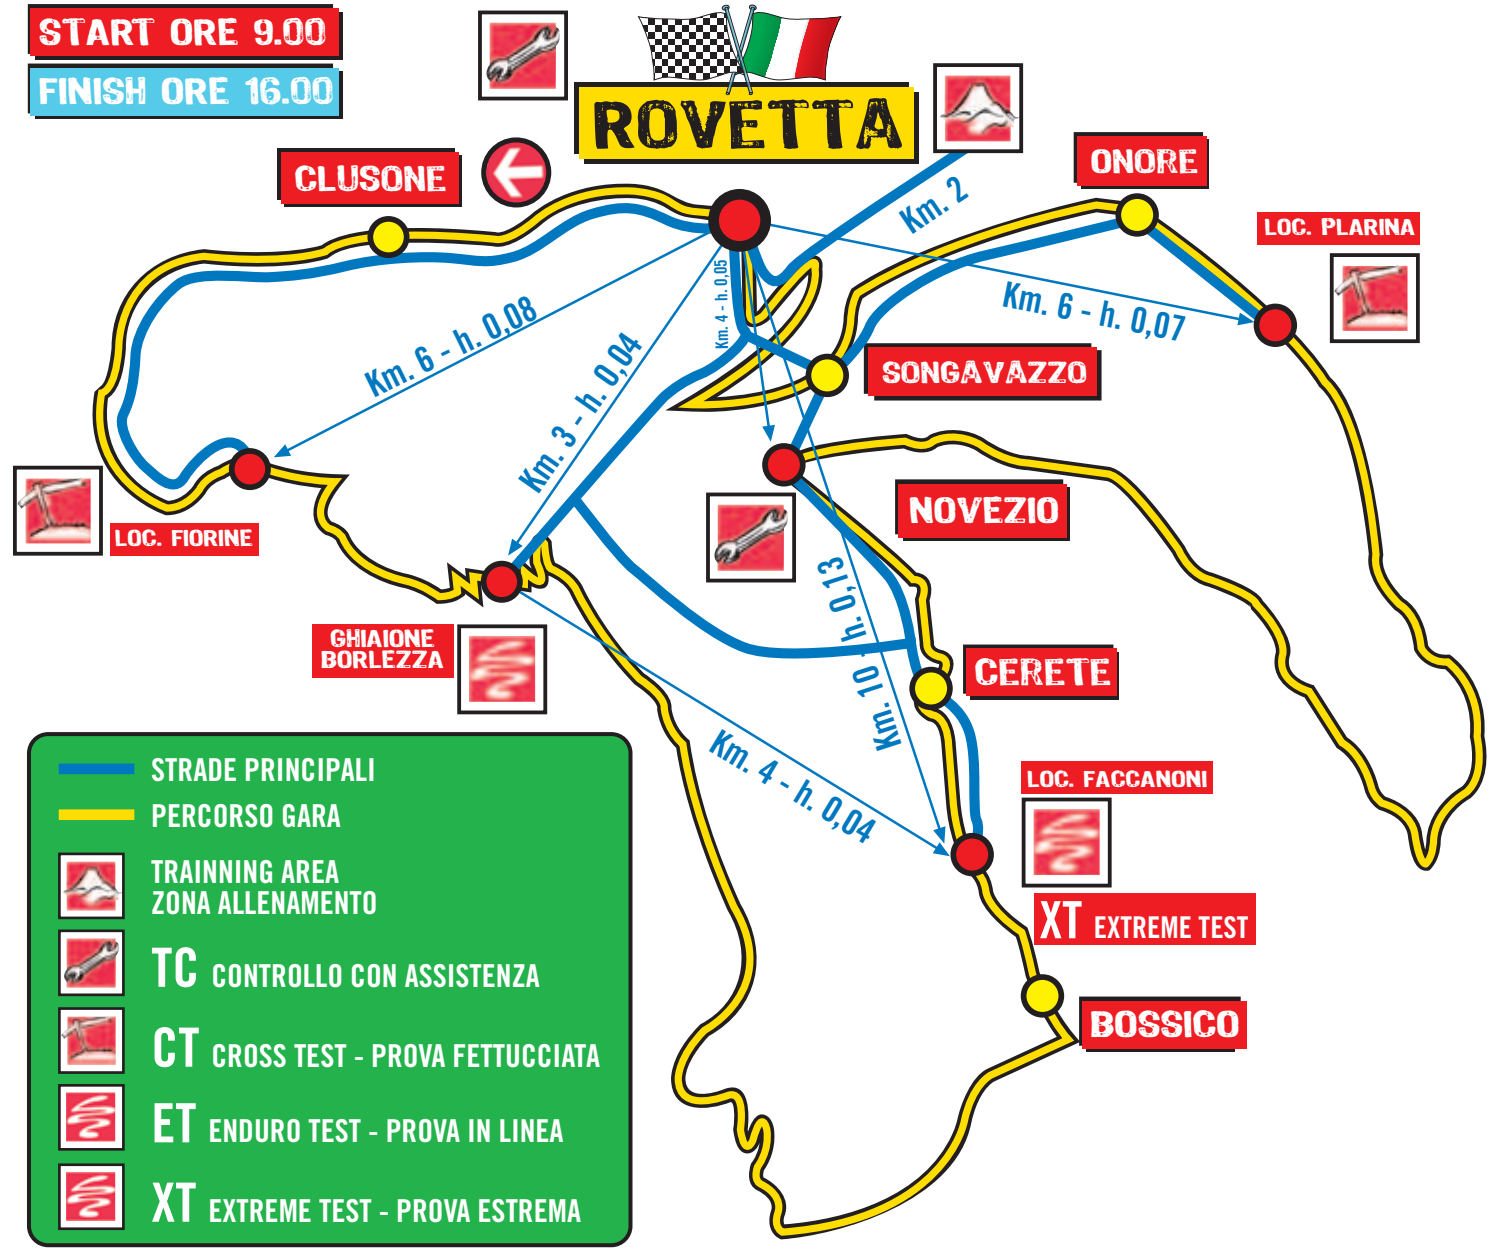 START ORE 9.00
FINISH ORE 16.00
ROVETTA
CLUSONE
ONORE
LOC. PLARINA
Km. 2
Km. 6 - h. 0,08
Km. 3 - h. 0,04
Km. 4 - h. 0,05
Km. 6 - h. 0,07
SONGAVAZZO
NOVEZIO
LOC. FIORINE
GHIAIONE
BORLEZZA
Km. 10 - h. 0,13
CERETE
Km. 4 - h. 0,04
LOC. FACCANONI
XT EXTREME TEST
BOSSICO
STRADE PRINCIPALI
PERCORSO GARA
TRAINNING AREA
ZONA ALLENAMENTO
TC CONTROLLO CON ASSISTENZA
CT CROSS TEST - PROVA FETTUCCIATA
ET ENDURO TEST - PROVA IN LINEA
XT EXTREME TEST - PROVA ESTREMA